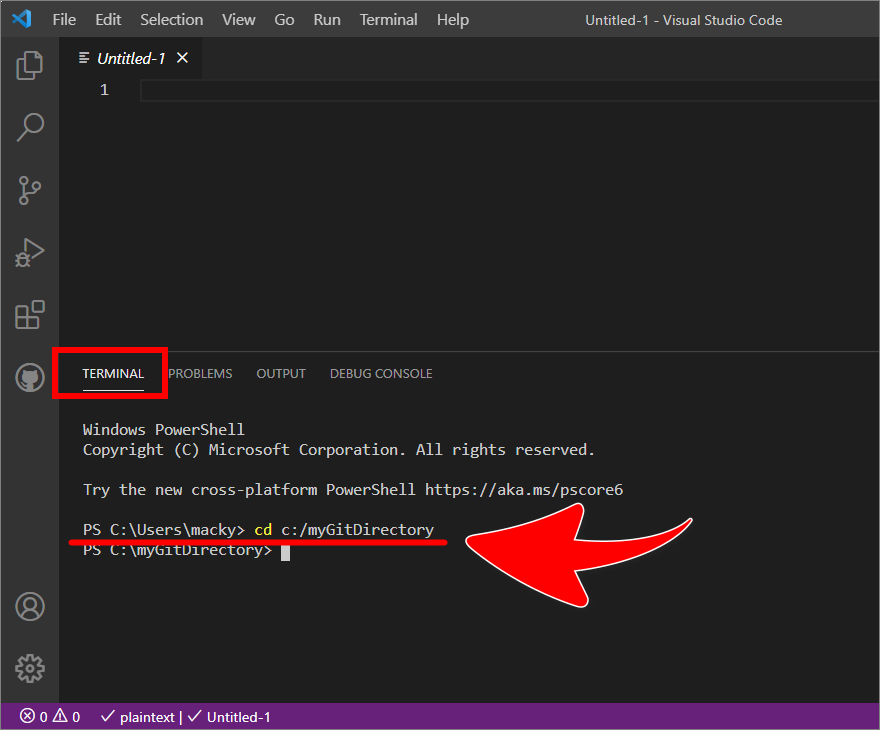 File Edit Selection View Go Run Terminal Help Untitled-1 - Visual Studio Code
Untitled-1
1
TERMINAL PROBLEMS OUTPUT DEBUG CONSOLE
Windows PowerShell
Copyright (C) Microsoft Corporation. All rights reserved.
Try the new cross-platform PowerShell https://aka.ms/pscore6
PS C:\Users\macky> cd c:/myGitDirectory
PS C:\myGitDirectory>
0 0 plaintext | Untitled-1